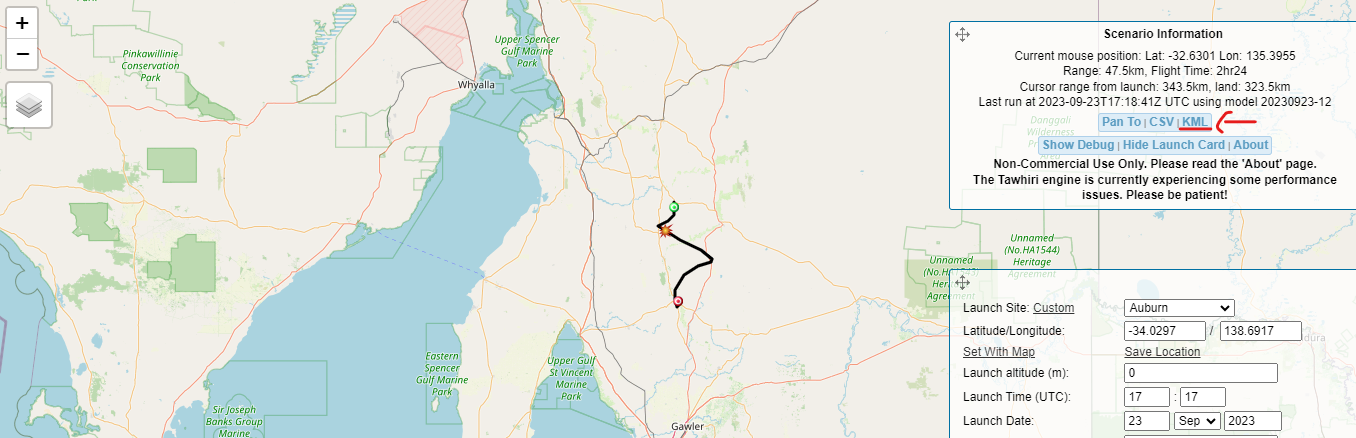 +
−
Pinkawillinie
Conservation
Park
Upper Spencer
Gulf Marine
Park
Whyalla
Eastern
Spencer
Gulf Marine
Park
Upper Gulf
St Vincent
Marine
Park
Sir Joseph
Banks Group
Marine
Gawler
Unnamed
(No.HA1544)
Heritage
Agreement
Unnamed
Scenario Information
Current mouse position: Lat: -32.6301 Lon: 135.3955
Range: 47.5km, Flight Time: 2hr24
Cursor range from launch: 343.5km, land: 323.5km
Last run at 2023-09-23T17:18:41Z UTC using model 20230923-12
Pan To | CSV | KML
Danggali
Wilderness
Show Debug | Hide Launch Card | About
Non-Commercial Use Only. Please read the 'About' page.
The Tawhiri engine is currently experiencing some performance
issues. Please be patient!
Launch Site: Custom Auburn
Latitude/Longitude: -34.0297 / 138.6917
Set With Map Save Location
Launch altitude (m): 0
Launch Time (UTC): 17 : 17
Launch Date: 23 Sep 2023